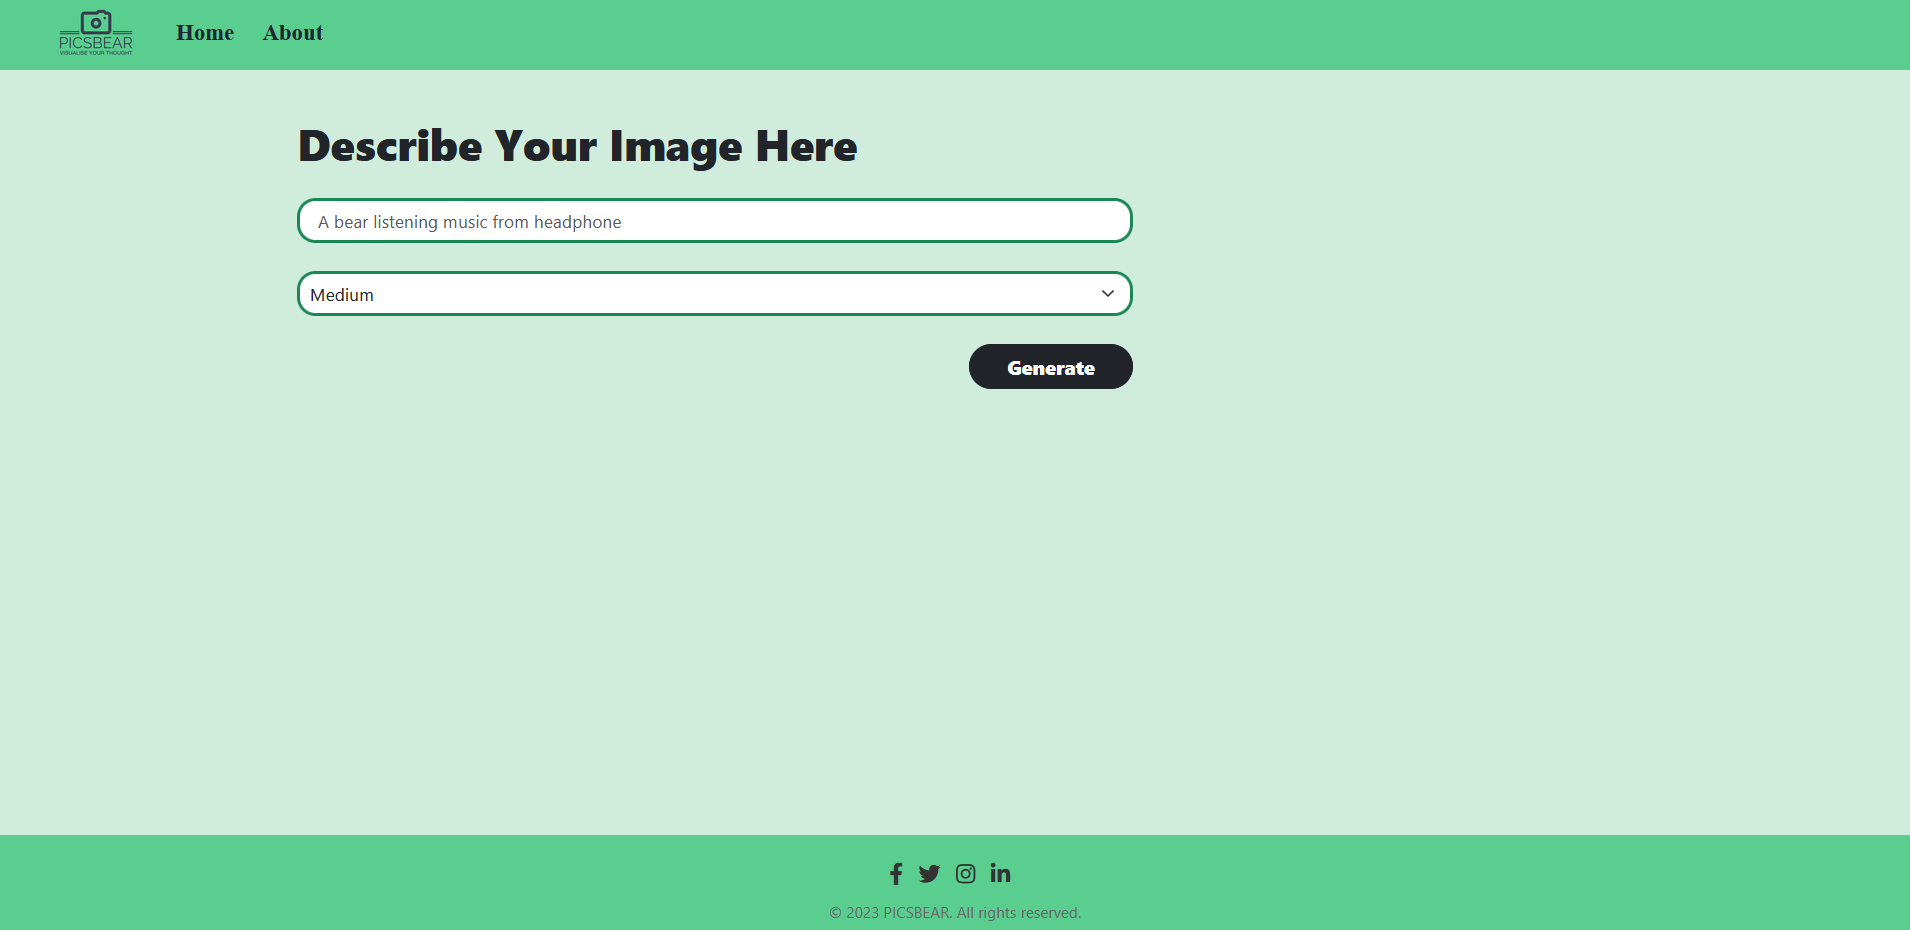 PICSBEAR
VISUALISE YOUR THOUGHT
Home
About
Describe Your Image Here
A bear listening music from headphone
Medium
Generate
© 2023 PICSBEAR. All rights reserved.